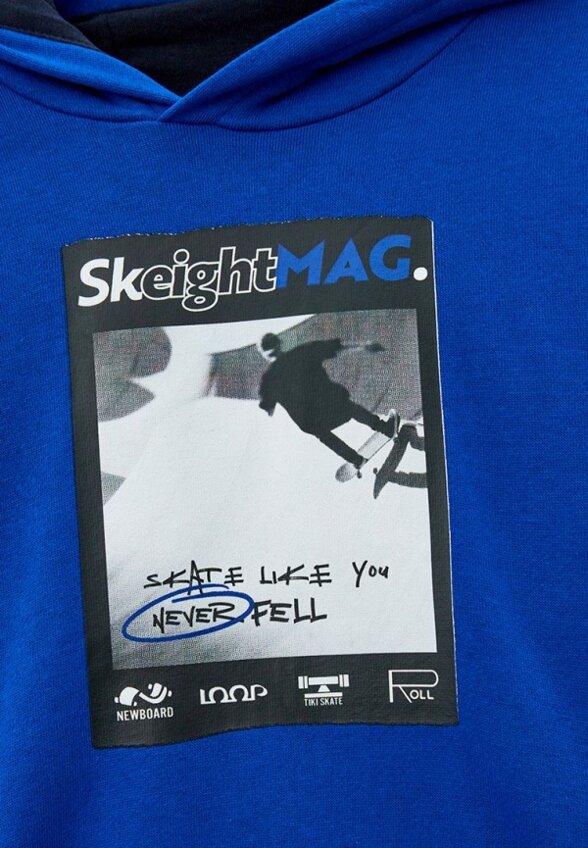 SkeightMAG.
SKATE LIKE YOU
NEVER FELL
NEWBOARD
LOOP
TIKI SKATE
ROLL